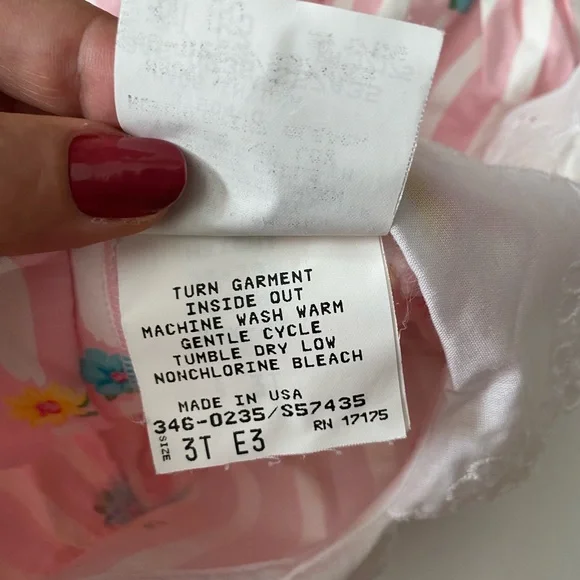 TURN GARMENT
INSIDE OUT
MACHINE WASH WARM
GENTLE CYCLE
TUMBLE DRY LOW
NONCHLORINE BLEACH
MADE IN USA
346-0235/S57435
RN 17175
SIZE 3T E3